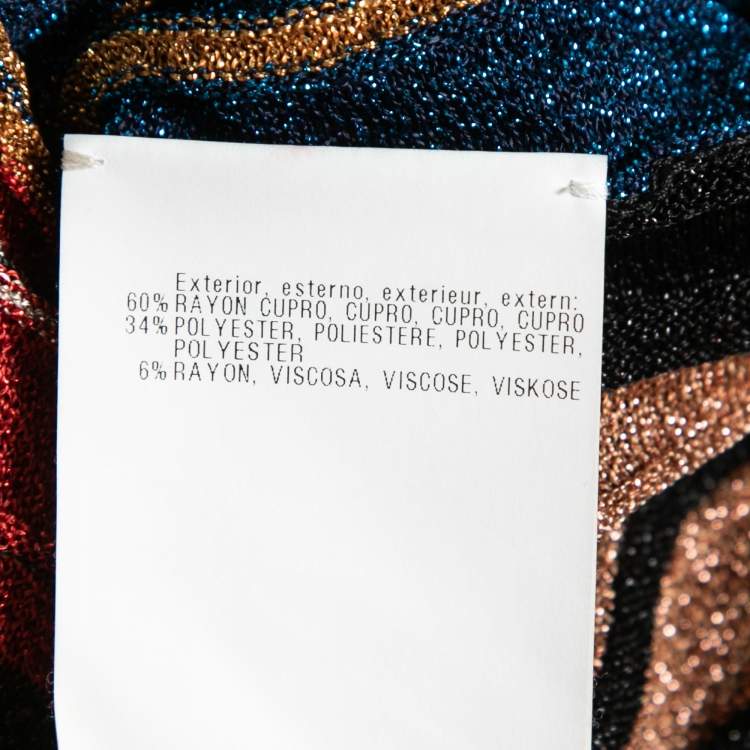 Exterior, esterno, exterieur, extern:
60% RAYON CUPRO, CUPRO, CUPRO, CUPRO
34% POLYESTER, POLIESTERE, POLYESTER,
POLYESTER
6% RAYON, VISCOSA, VISCOSE, VISKOSE